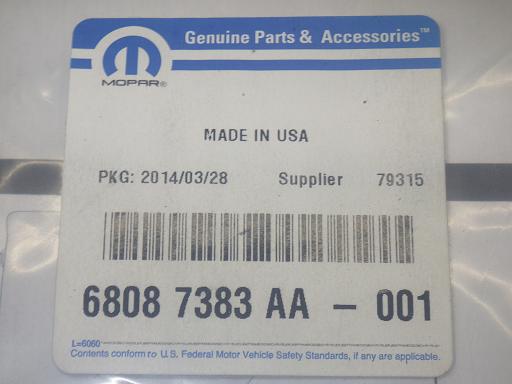 Genuine Parts & Accessories™
MOPAR®
MADE IN USA
PKG: 2014/03/28 Supplier 79315
6808 7383 AA - 001
L=6060
Contents conform to U.S. Federal Motor Vehicle Safety Standards, if any are applicable.